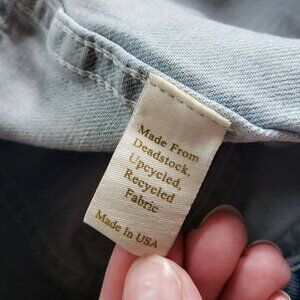 Made From
Deadstock,
Upcycled,
Recycled
Fabric
Made In USA